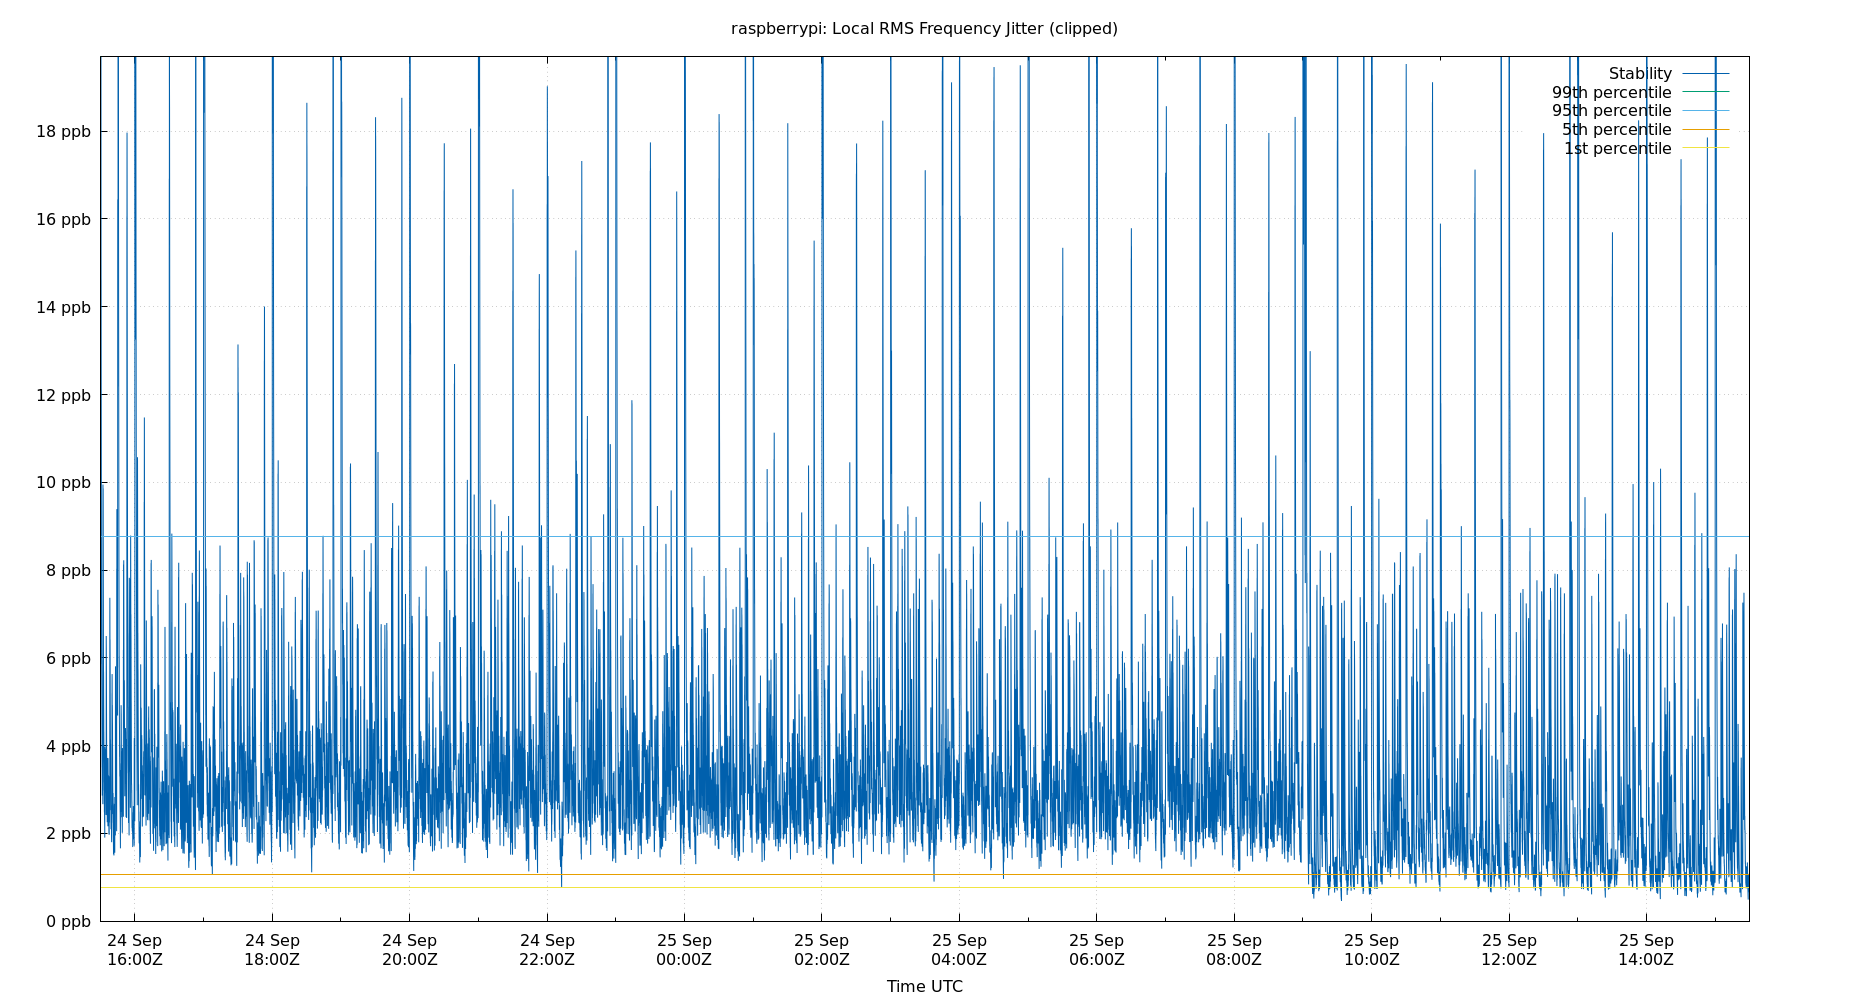 raspberrypi: Local RMS Frequency Jitter (clipped)
Stability
99th percentile
95th percentile
5th percentile
1st percentile
18 ppb
16 ppb
14 ppb
12 ppb
10 ppb
8 ppb
6 ppb
4 ppb
2 ppb
0 ppb
24 Sep 24 Sep 24 Sep 24 Sep 25 Sep 25 Sep 25 Sep 25 Sep 25 Sep 25 Sep 25 Sep 25 Sep
16:00Z 18:00Z 20:00Z 22:00Z 00:00Z 02:00Z 04:00Z 06:00Z 08:00Z 10:00Z 12:00Z 14:00Z
Time UTC